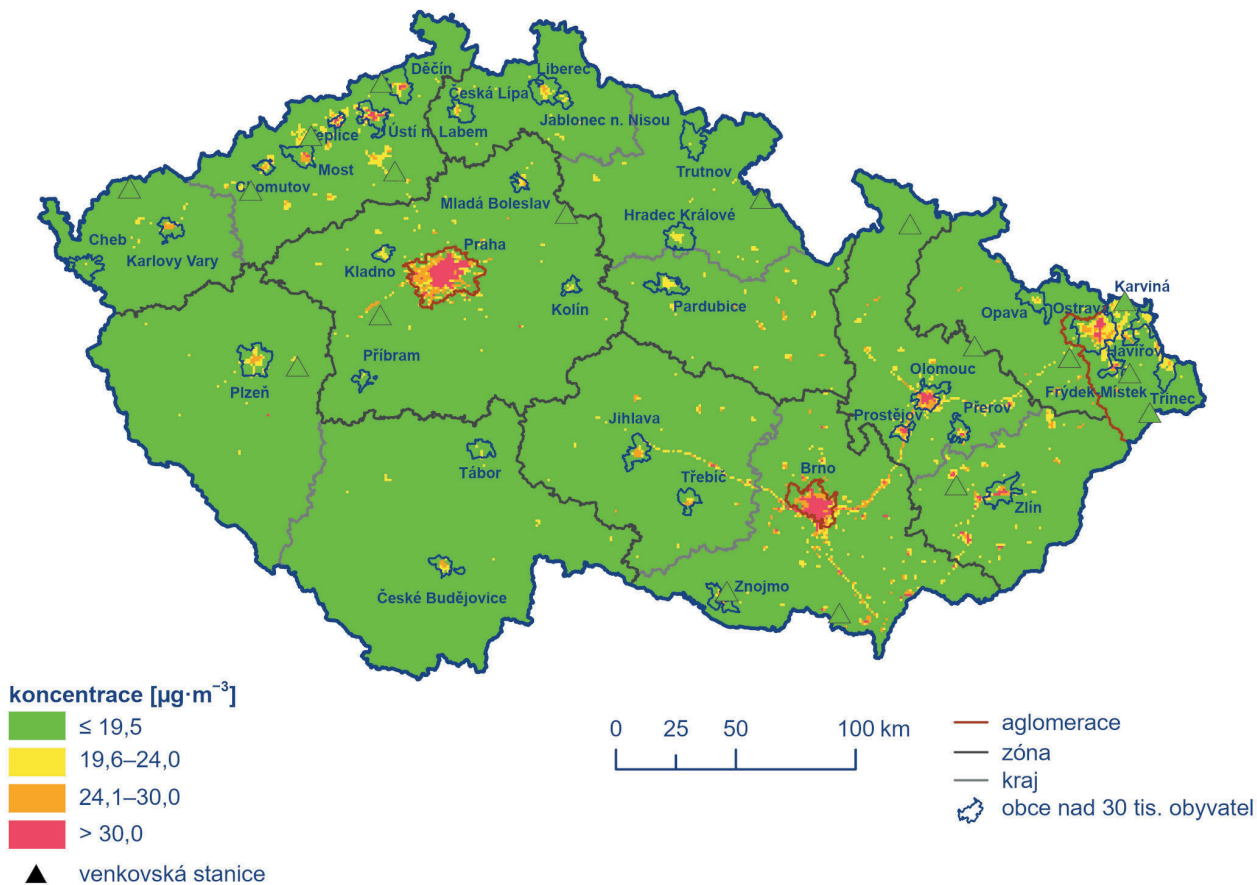 Děčín
Liberec
Česká Lípa
Jablonec n. Nisou
Ústí n. Labem
Teplice
Most
Chomutov
Trutnov
Mladá Boleslav
Hradec Králové
Cheb
Karlovy Vary
Kladno
Praha
Kolín
Pardubice
Karviná
Opava
Ostrava
Havířov
Plzeň
Příbram
Olomouc
Frýdek-Místek
Třinec
Prostějov
Přerov
Jihlava
Tábor
Třebíč
Brno
Zlín
Znojmo
České Budějovice
koncentrace [µg·m⁻³]
≤ 19,5
19,6–24,0
24,1–30,0
> 30,0
venkovská stanice
0 25 50 100 km
aglomerace
zóna
kraj
obce nad 30 tis. obyvatel